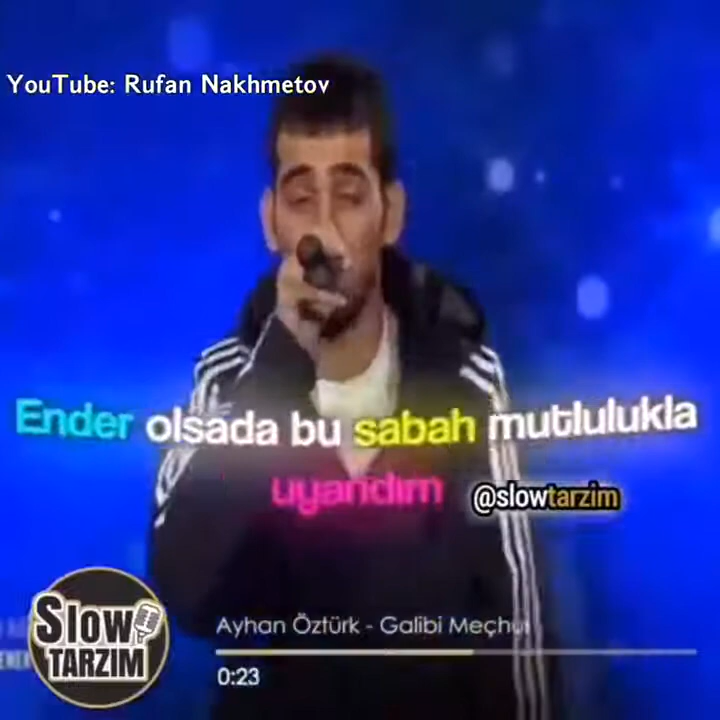 YouTube: Rufan Nakhmetov
Ender olsada bu sabah mutlulukla
uyandım @slowtarzim
Slow
TARZIM
Ayhan Öztürk - Galibi Meçhul
0:23